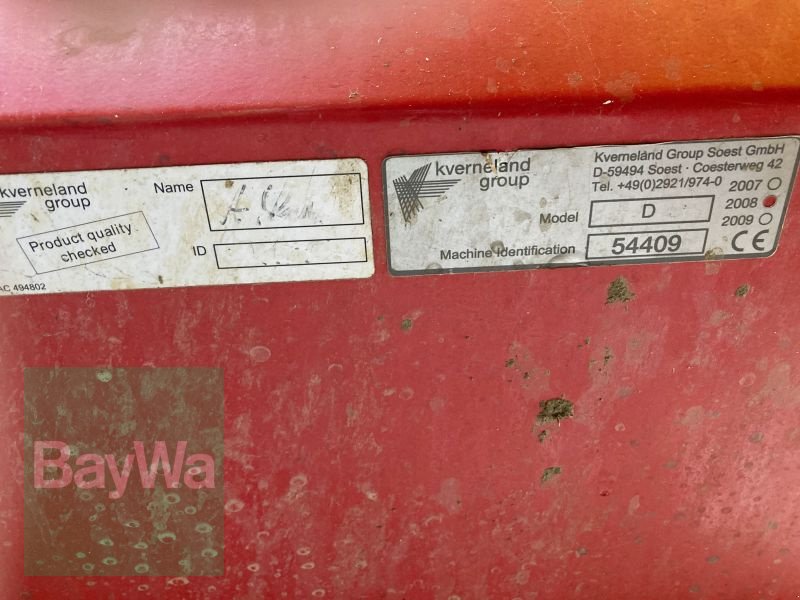 kverneland
group
Name
Product quality
checked
ID
AC 494802
kverneland
group
Kverneland Group Soest GmbH
D-59494 Soest · Coesterweg 42
Tel. +49(0)2921/974-0
2007
2008
2009
Model D
Machine Identification 54409
CE
BayWa